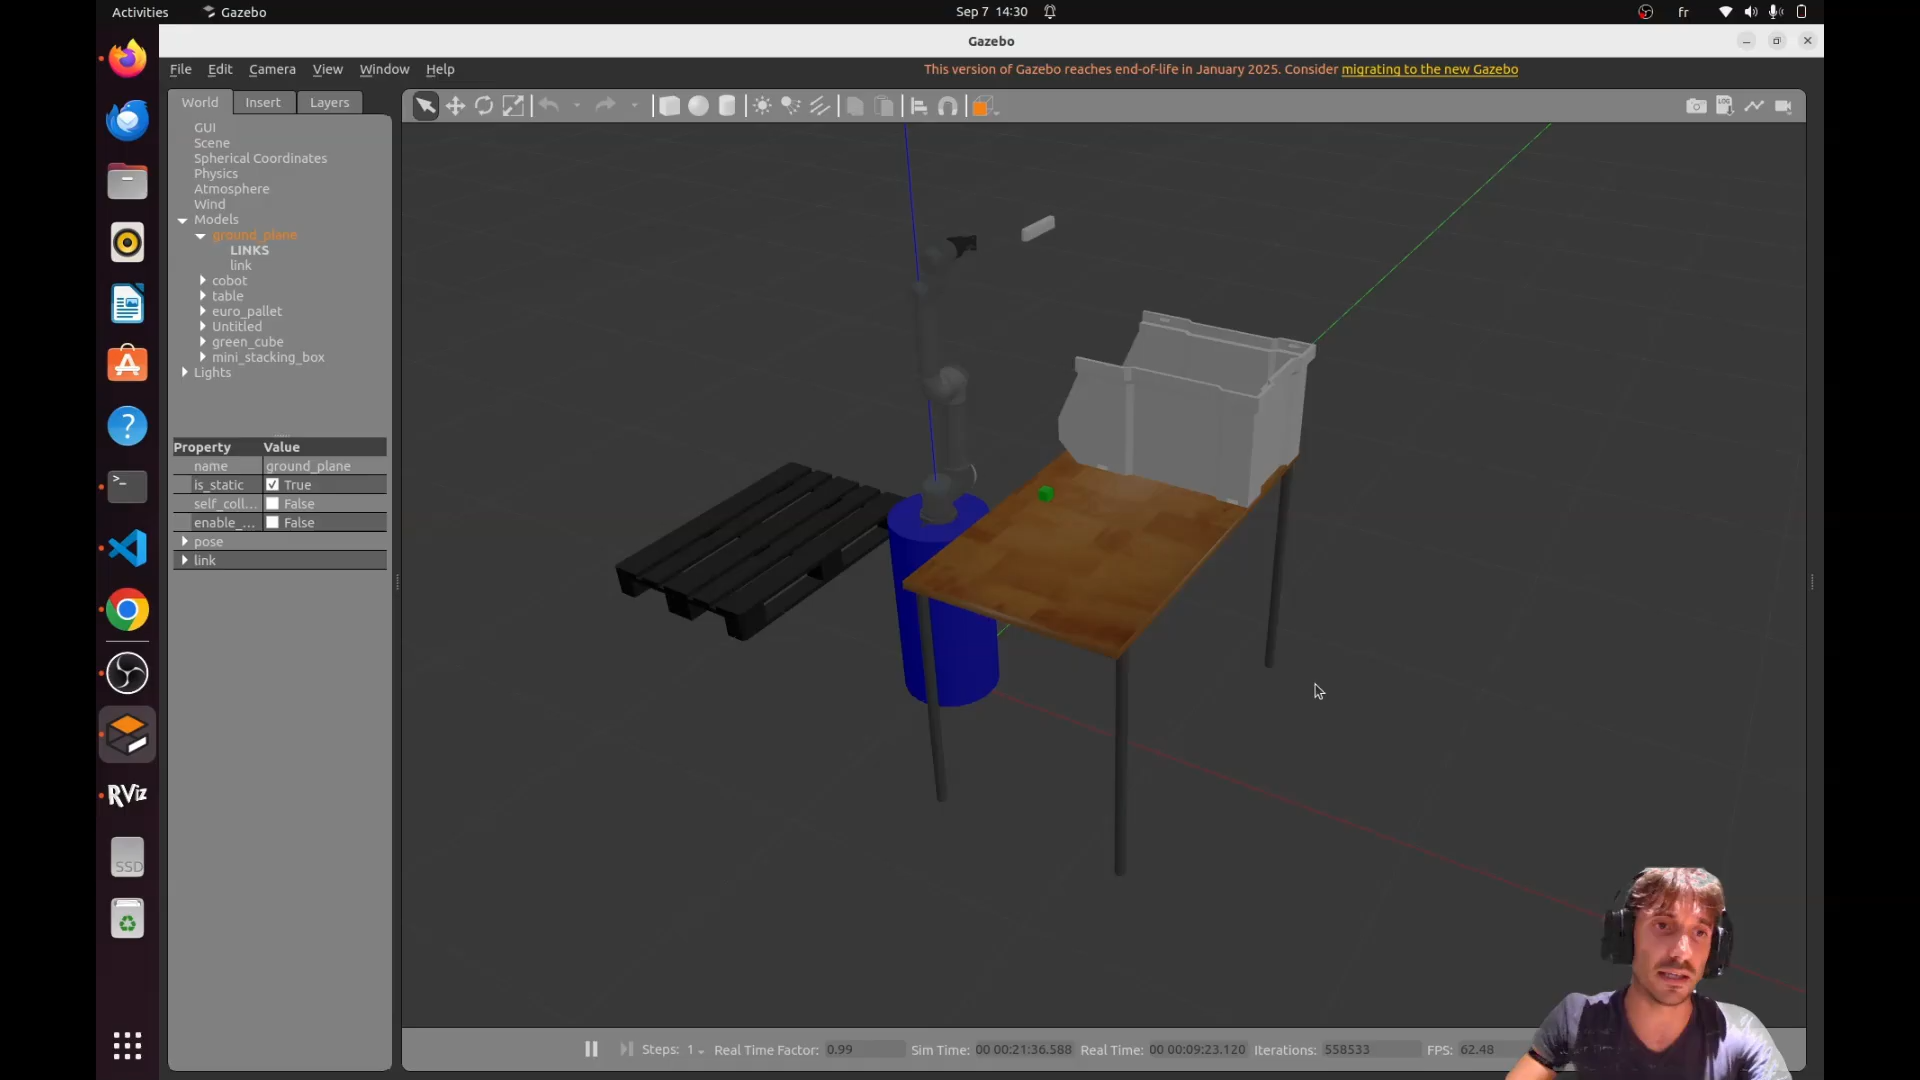 Activities
Gazebo
Sep 7 14:30
fr
Gazebo
File Edit Camera View Window Help
This version of Gazebo reaches end-of-life in January 2025. Consider migrating to the new Gazebo
World Insert Layers
GUI
Scene
Spherical Coordinates
Physics
Atmosphere
Wind
Models
ground_plane
LINKS
link
cobot
table
euro_pallet
Untitled
green_cube
mini_stacking_box
Lights
Property Value
name ground_plane
is_static True
self_coll... False
enable_... False
pose
link
LOG
RViz
SSD
Steps: 1 Real Time Factor: 0.99 Sim Time: 00 00:21:36.588 Real Time: 00 00:09:23.120 Iterations: 558533 FPS: 62.48